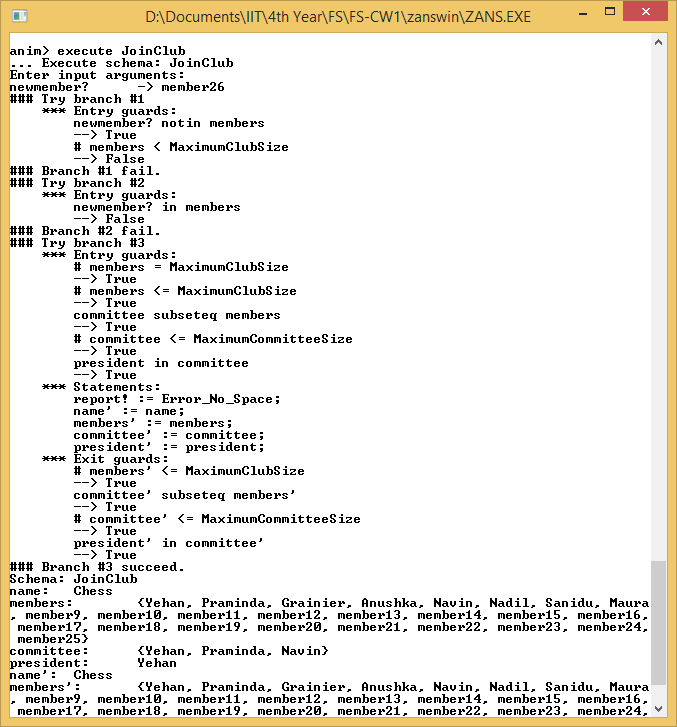 D:\Documents\IIT\4th Year\FS\FS-CW1\zanswin\ZANS.EXE
anim> execute JoinClub
... Execute schema: JoinClub
Enter input arguments:
newmember?      -> member26
### Try branch #1
    *** Entry guards:
        newmember? notin members
        --> True
        # members < MaximumClubSize
        --> False
### Branch #1 fail.
### Try branch #2
    *** Entry guards:
        newmember? in members
        --> False
### Branch #2 fail.
### Try branch #3
    *** Entry guards:
        # members = MaximumClubSize
        --> True
        # members <= MaximumClubSize
        --> True
        committee subseteq members
        --> True
        # committee <= MaximumCommitteeSize
        --> True
        president in committee
        --> True
    *** Statements:
        report! := Error_No_Space;
        name' := name;
        members' := members;
        committee' := committee;
        president' := president;
    *** Exit guards:
        # members' <= MaximumClubSize
        --> True
        committee' subseteq members'
        --> True
        # committee' <= MaximumCommitteeSize
        --> True
        president' in committee'
        --> True
### Branch #3 succeed.
Schema: JoinClub
name:   Chess
members:        {Yehan, Praminda, Grainier, Anushka, Navin, Nadil, Sanidu, Maura
, member9, member10, member11, member12, member13, member14, member15, member16,
 member17, member18, member19, member20, member21, member22, member23, member24,
 member25}
committee:      {Yehan, Praminda, Navin}
president:      Yehan
name':  Chess
members':       {Yehan, Praminda, Grainier, Anushka, Navin, Nadil, Sanidu, Maura
, member9, member10, member11, member12, member13, member14, member15, member16,
 member17, member18, member19, member20, member21, member22, member23, member24,